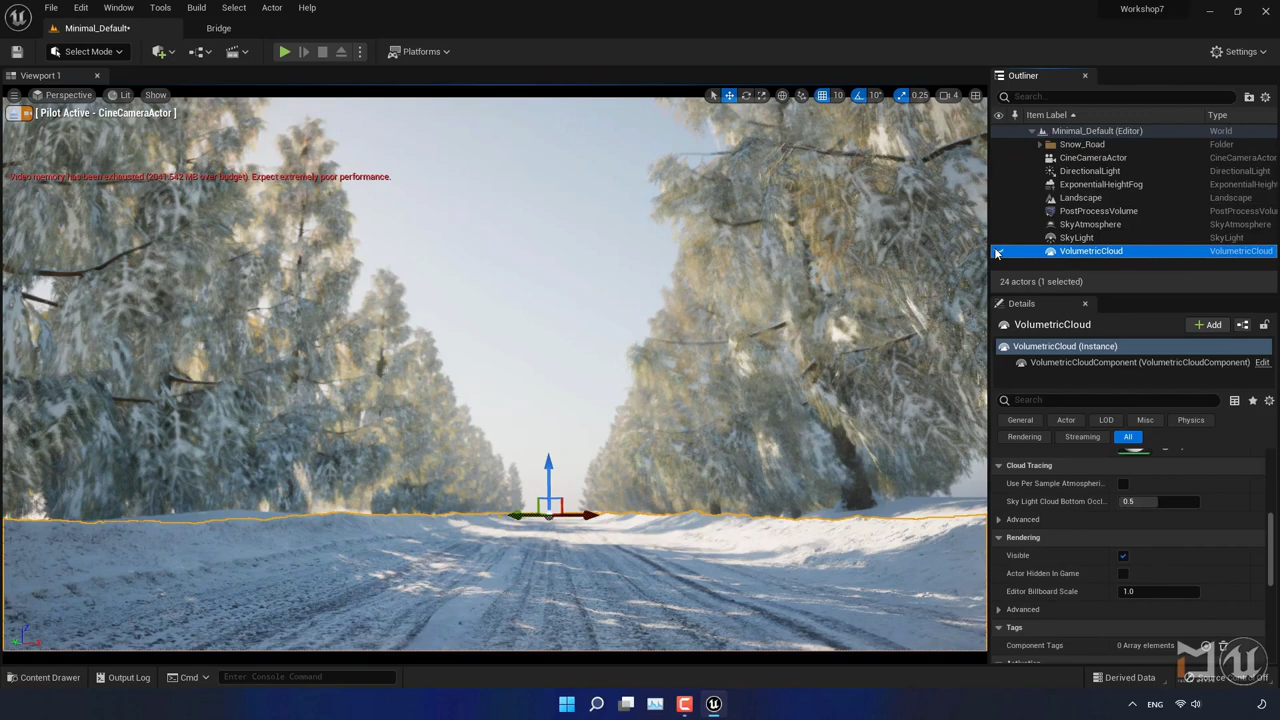 File Edit Window Tools Build Select Actor Help
Workshop7
Minimal_Default*
Bridge
Select Mode
Platforms
Settings
Viewport 1
Outliner
Perspective
Lit
Show
10
10°
0.25
4
Search...
[ Pilot Active - CineCameraActor ]
Item Label
Type
Minimal_Default (Editor)
World
Snow_Road
Folder
CineCameraActor
CineCameraActor
DirectionalLight
DirectionalLight
Video memory has been exhausted (2041.542 MB over budget). Expect extremely poor performance.
ExponentialHeightFog
ExponentialHeig
Landscape
Landscape
PostProcessVolume
PostProcessVolu
SkyAtmosphere
SkyAtmosphere
SkyLight
SkyLight
VolumetricCloud
VolumetricCloud
24 actors (1 selected)
Details
VolumetricCloud
Add
VolumetricCloud (Instance)
VolumetricCloudComponent (VolumetricCloudComponent)
Edit
Search
General
Actor
LOD
Misc
Physics
Rendering
Streaming
All
Cloud Tracing
Use Per Sample Atmospheri...
Sky Light Cloud Bottom Occl...
0.5
Advanced
Rendering
Visible
Actor Hidden In Game
Editor Billboard Scale
1.0
Advanced
Tags
Component Tags
0 Array elements
Content Drawer
Output Log
Cmd
Enter Console Command
Derived Data
Source Control Off
ENG